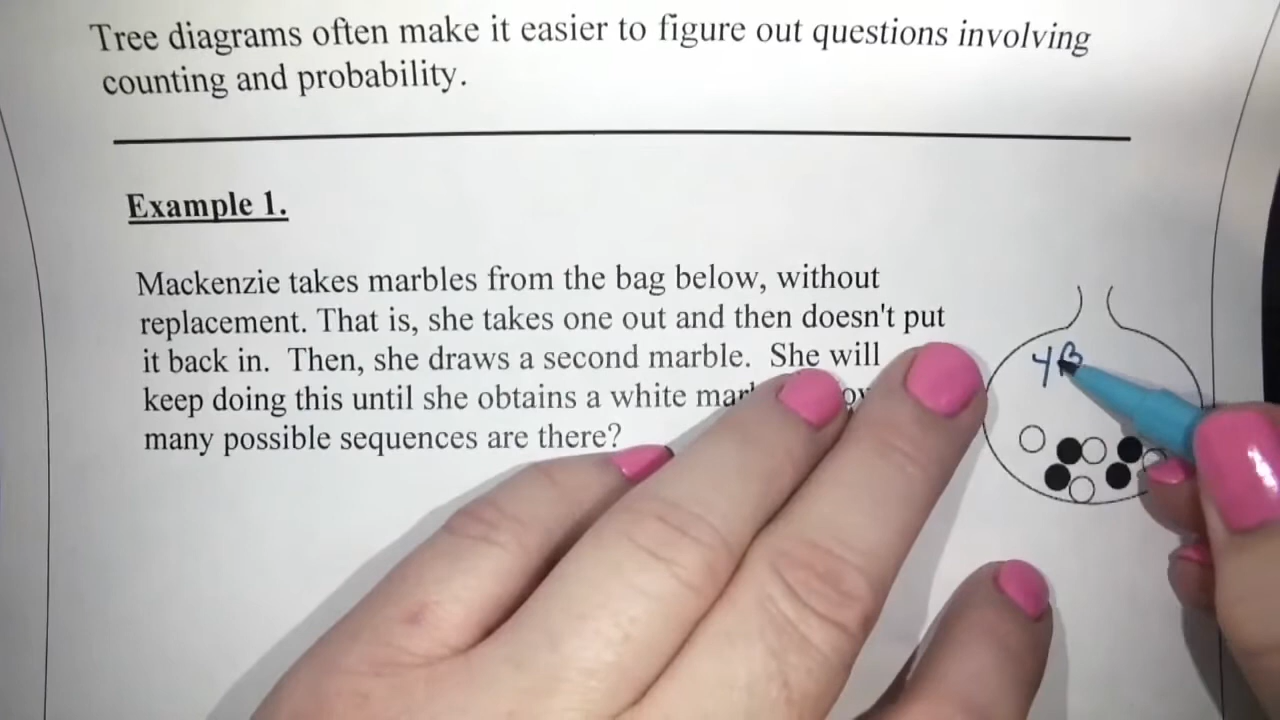 Tree diagrams often make it easier to figure out questions involving
counting and probability.
Example 1.
Mackenzie takes marbles from the bag below, without
replacement. That is, she takes one out and then doesn't put
it back in. Then, she draws a second marble. She will
keep doing this until she obtains a white
many possible sequences are there?
4B